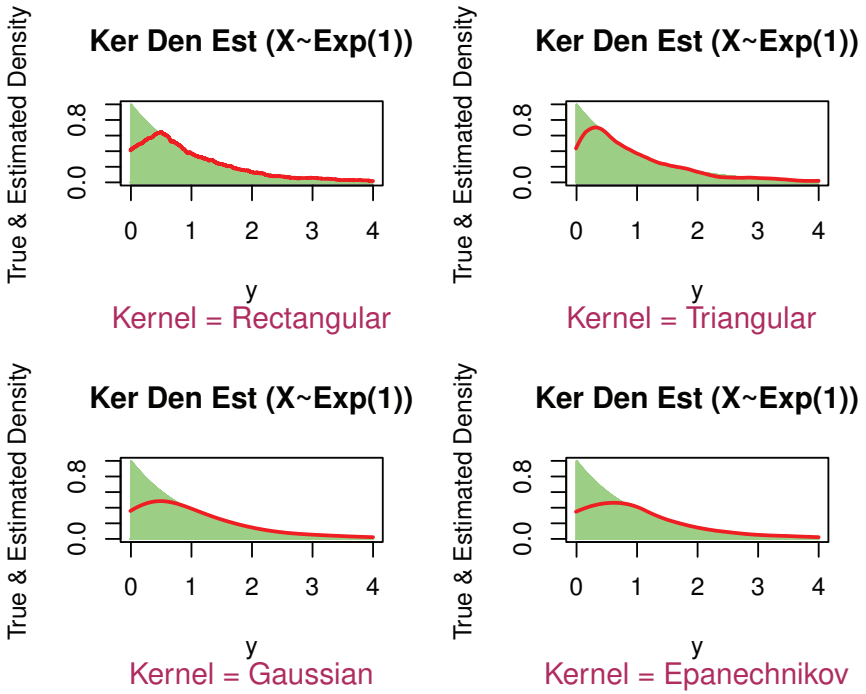 Ker Den Est (X~Exp(1))
True & Estimated Density
0.0 0.8
0 1 2 3 4
y
Kernel = Rectangular
Ker Den Est (X~Exp(1))
True & Estimated Density
0.0 0.8
0 1 2 3 4
y
Kernel = Triangular
Ker Den Est (X~Exp(1))
True & Estimated Density
0.0 0.8
0 1 2 3 4
y
Kernel = Gaussian
Ker Den Est (X~Exp(1))
True & Estimated Density
0.0 0.8
0 1 2 3 4
y
Kernel = Epanechnikov